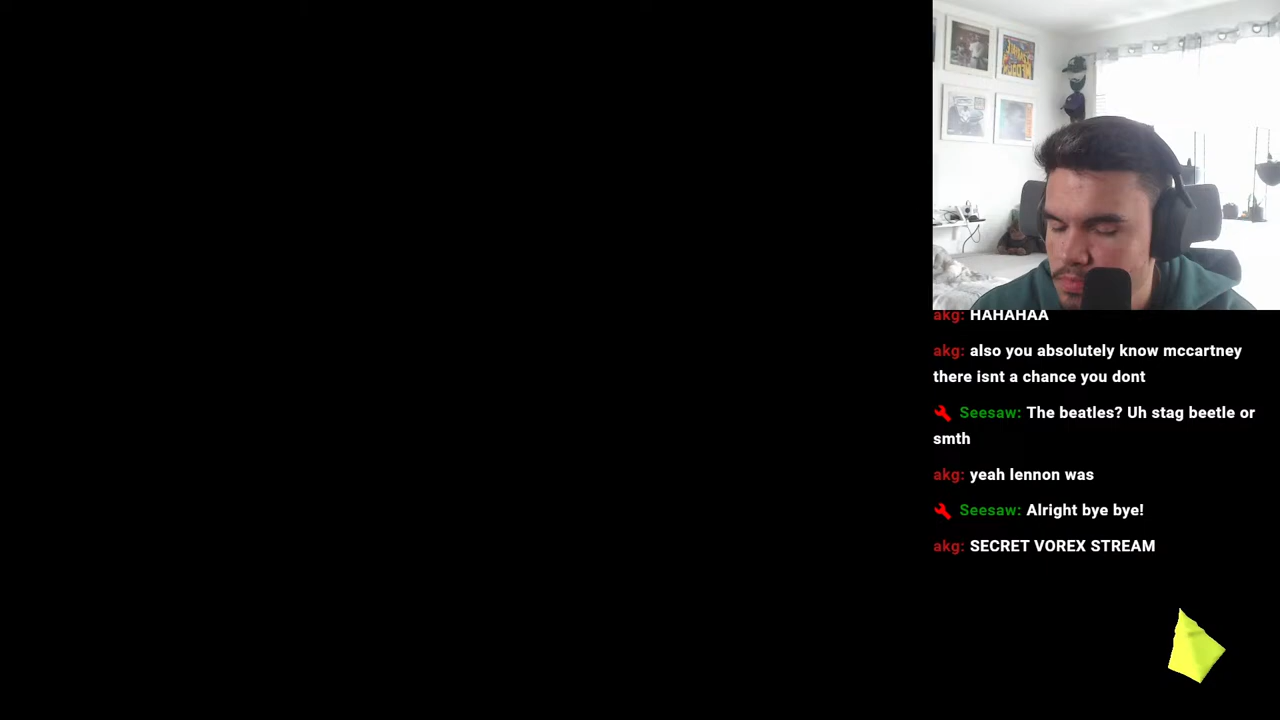 akg: HAHAHAA
akg: also you absolutely know mccartney
there isnt a chance you dont
Seesaw: The beatles? Uh stag beetle or
smth
akg: yeah lennon was
Seesaw: Alright bye bye!
akg: SECRET VOREX STREAM